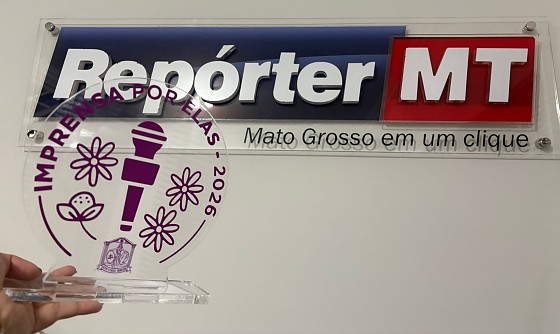 Repórter MT
Mato Grosso em um clique
IMPRENSA POR ELAS - 2026